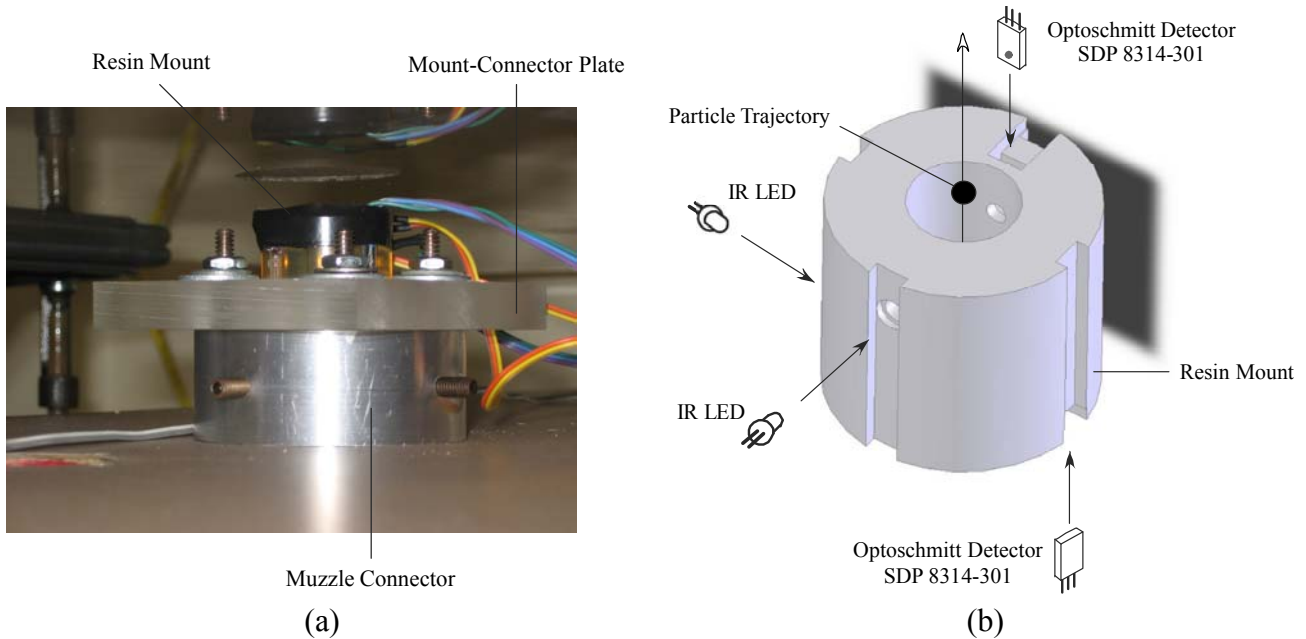 Resin Mount
Mount-Connector Plate
Muzzle Connector
(a)
Optoschmitt Detector
SDP 8314-301
Particle Trajectory
IR LED
IR LED
Resin Mount
Optoschmitt Detector
SDP 8314-301
(b)